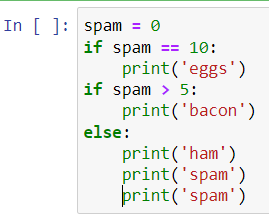 In [ ]: spam = 0
if spam == 10:
    print('eggs')
if spam > 5:
    print('bacon')
else:
    print('ham')
    print('spam')
    print('spam')